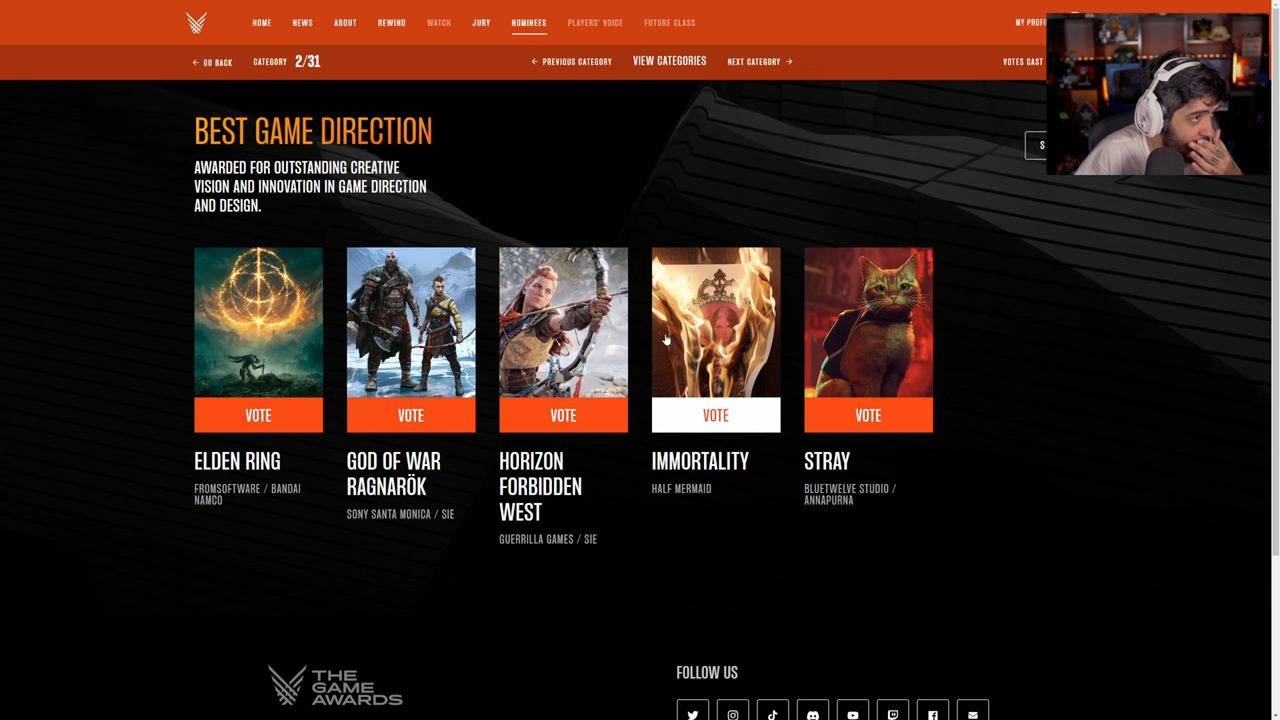 HOME
NEWS
ABOUT
REWIND
WATCH
JURY
NOMINEES
PLAYERS' VOICE
FUTURE CLASS
MY
← GO BACK
CATEGORY 2/31
← PREVIOUS CATEGORY
VIEW CATEGORIES
NEXT CATEGORY →
VOTES CAST
BEST GAME DIRECTION
AWARDED FOR OUTSTANDING CREATIVE
VISION AND INNOVATION IN GAME DIRECTION
AND DESIGN.
VOTE
VOTE
VOTE
VOTE
VOTE
ELDEN RING
FROMSOFTWARE / BANDAI
NAMCO
GOD OF WAR
RAGNARÖK
SONY SANTA MONICA / SIE
HORIZON
FORBIDDEN
WEST
GUERRILLA GAMES / SIE
IMMORTALITY
HALF MERMAID
STRAY
BLUETWELVE STUDIO /
ANNAPURNA
THE
GAME
AWARDS
FOLLOW US